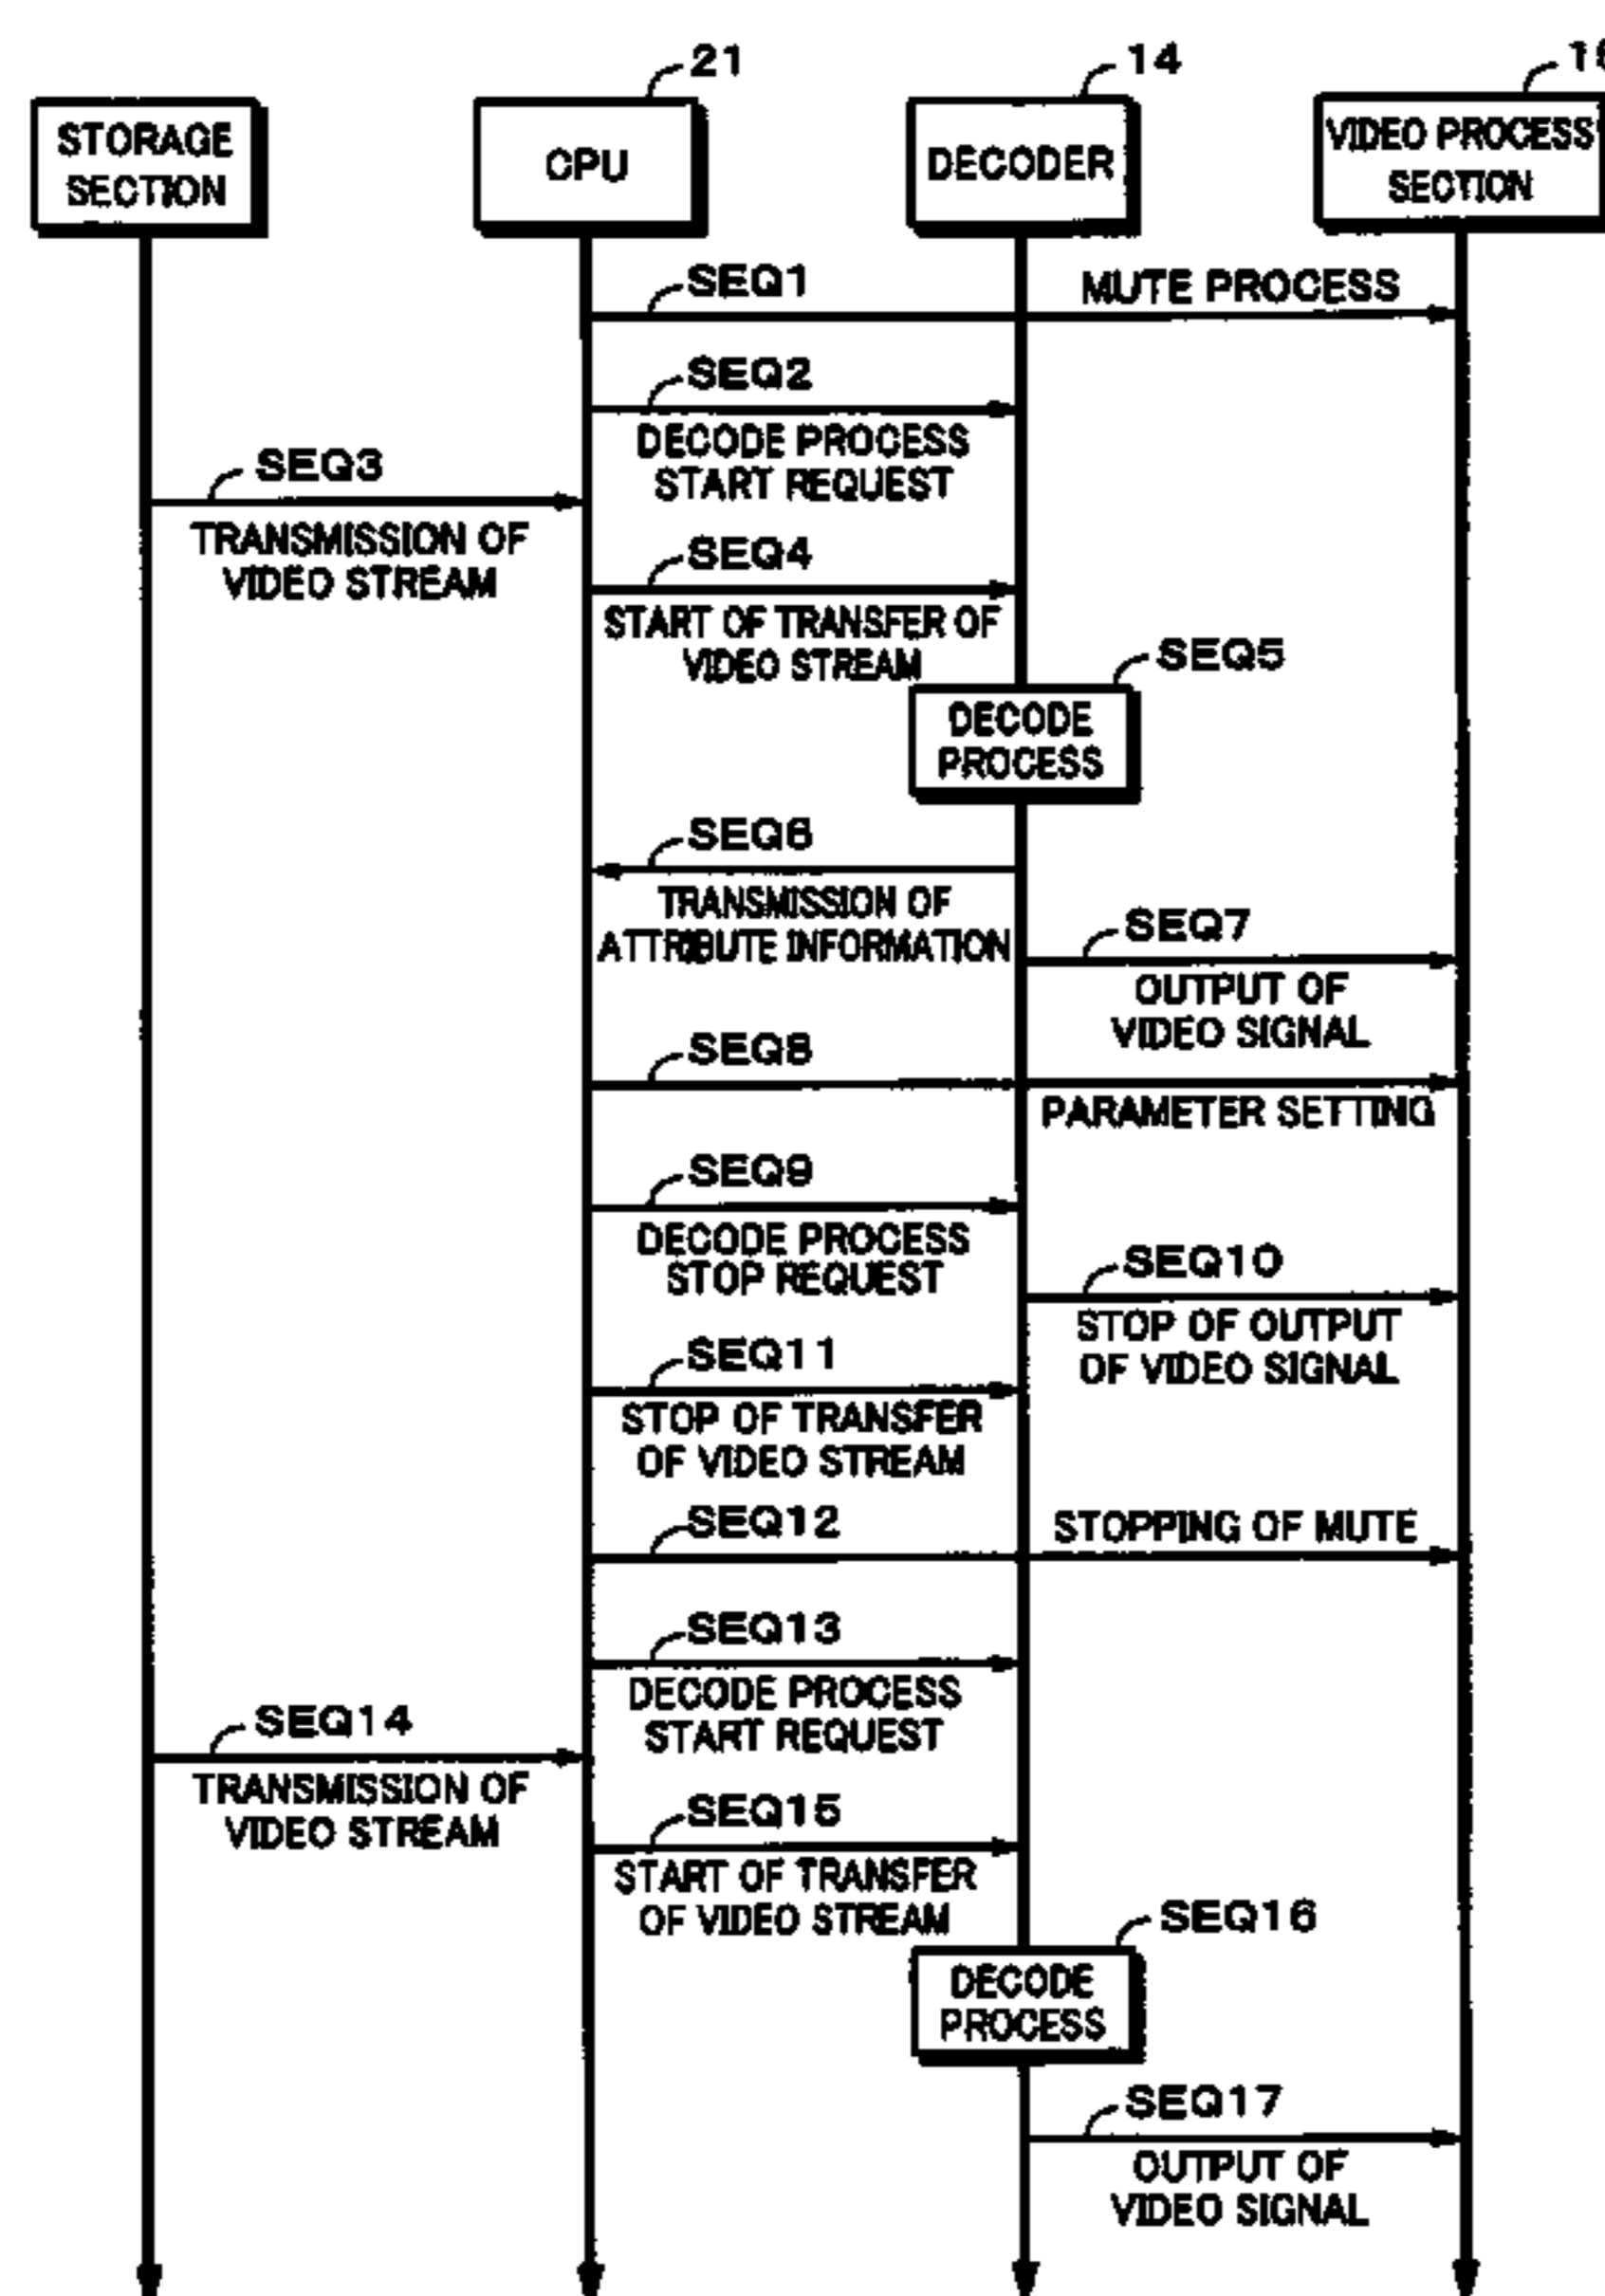 21
14
STORAGE
SECTION
CPU
DECODER
VIDEO PROCESS
SECTION
SEQ1
MUTE PROCESS
SEQ2
DECODE PROCESS
START REQUEST
SEQ3
TRANSMISSION OF
VIDEO STREAM
SEQ4
START OF TRANSFER OF
VIDEO STREAM
SEQ5
DECODE
PROCESS
SEQ6
TRANSMISSION OF
ATTRIBUTE INFORMATION
SEQ7
OUTPUT OF
VIDEO SIGNAL
SEQ8
PARAMETER SETTING
SEQ9
DECODE PROCESS
STOP REQUEST
SEQ10
STOP OF OUTPUT
OF VIDEO SIGNAL
SEQ11
STOP OF TRANSFER
OF VIDEO STREAM
SEQ12
STOPPING OF MUTE
SEQ13
DECODE PROCESS
START REQUEST
SEQ14
TRANSMISSION OF
VIDEO STREAM
SEQ15
START OF TRANSFER
OF VIDEO STREAM
SEQ16
DECODE
PROCESS
SEQ17
OUTPUT OF
VIDEO SIGNAL